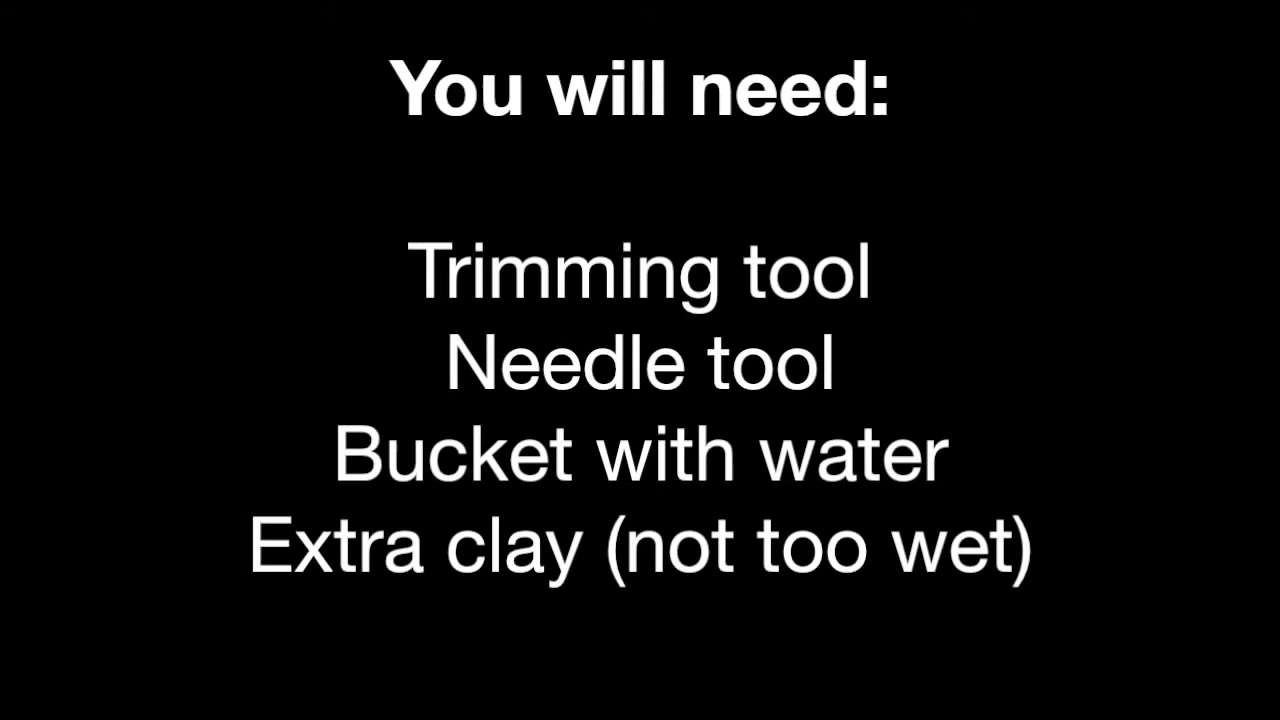 You will need:
Trimming tool
Needle tool
Bucket with water
Extra clay (not too wet)